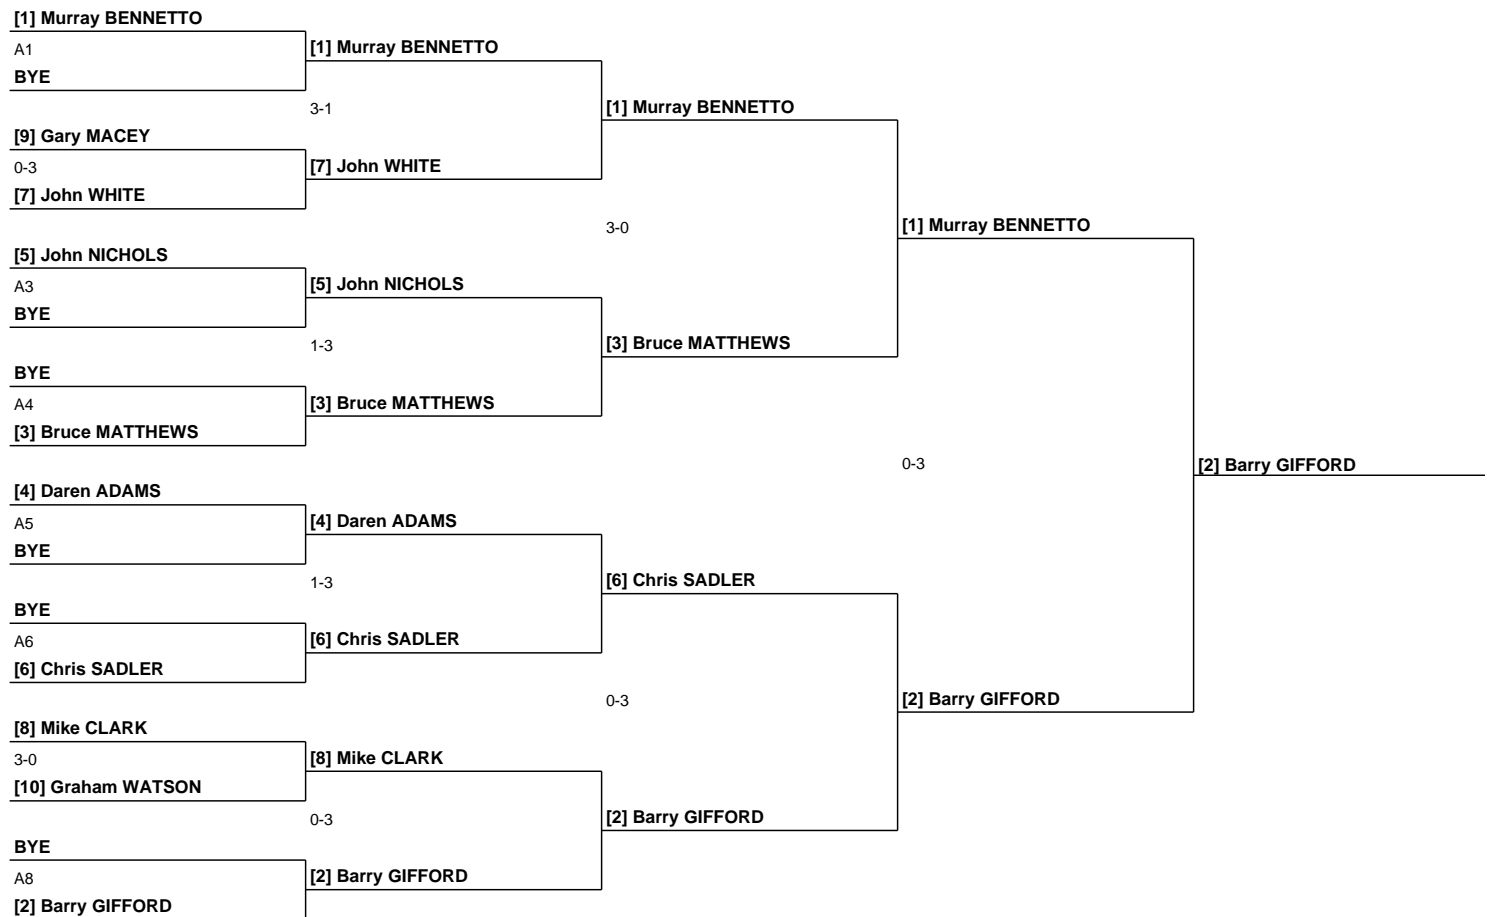 [1] Murray BENNETTO
A1
BYE
[9] Gary MACEY
0-3
[7] John WHITE
[5] John NICHOLS
A3
BYE
BYE
A4
[3] Bruce MATTHEWS
[4] Daren ADAMS
A5
BYE
BYE
A6
[6] Chris SADLER
[8] Mike CLARK
3-0
[10] Graham WATSON
BYE
A8
[2] Barry GIFFORD
[1] Murray BENNETTO
3-1
[7] John WHITE
[5] John NICHOLS
1-3
[3] Bruce MATTHEWS
[4] Daren ADAMS
1-3
[6] Chris SADLER
[8] Mike CLARK
0-3
[2] Barry GIFFORD
[1] Murray BENNETTO
3-0
[3] Bruce MATTHEWS
[6] Chris SADLER
0-3
[2] Barry GIFFORD
[1] Murray BENNETTO
0-3
[2] Barry GIFFORD
[2] Barry GIFFORD